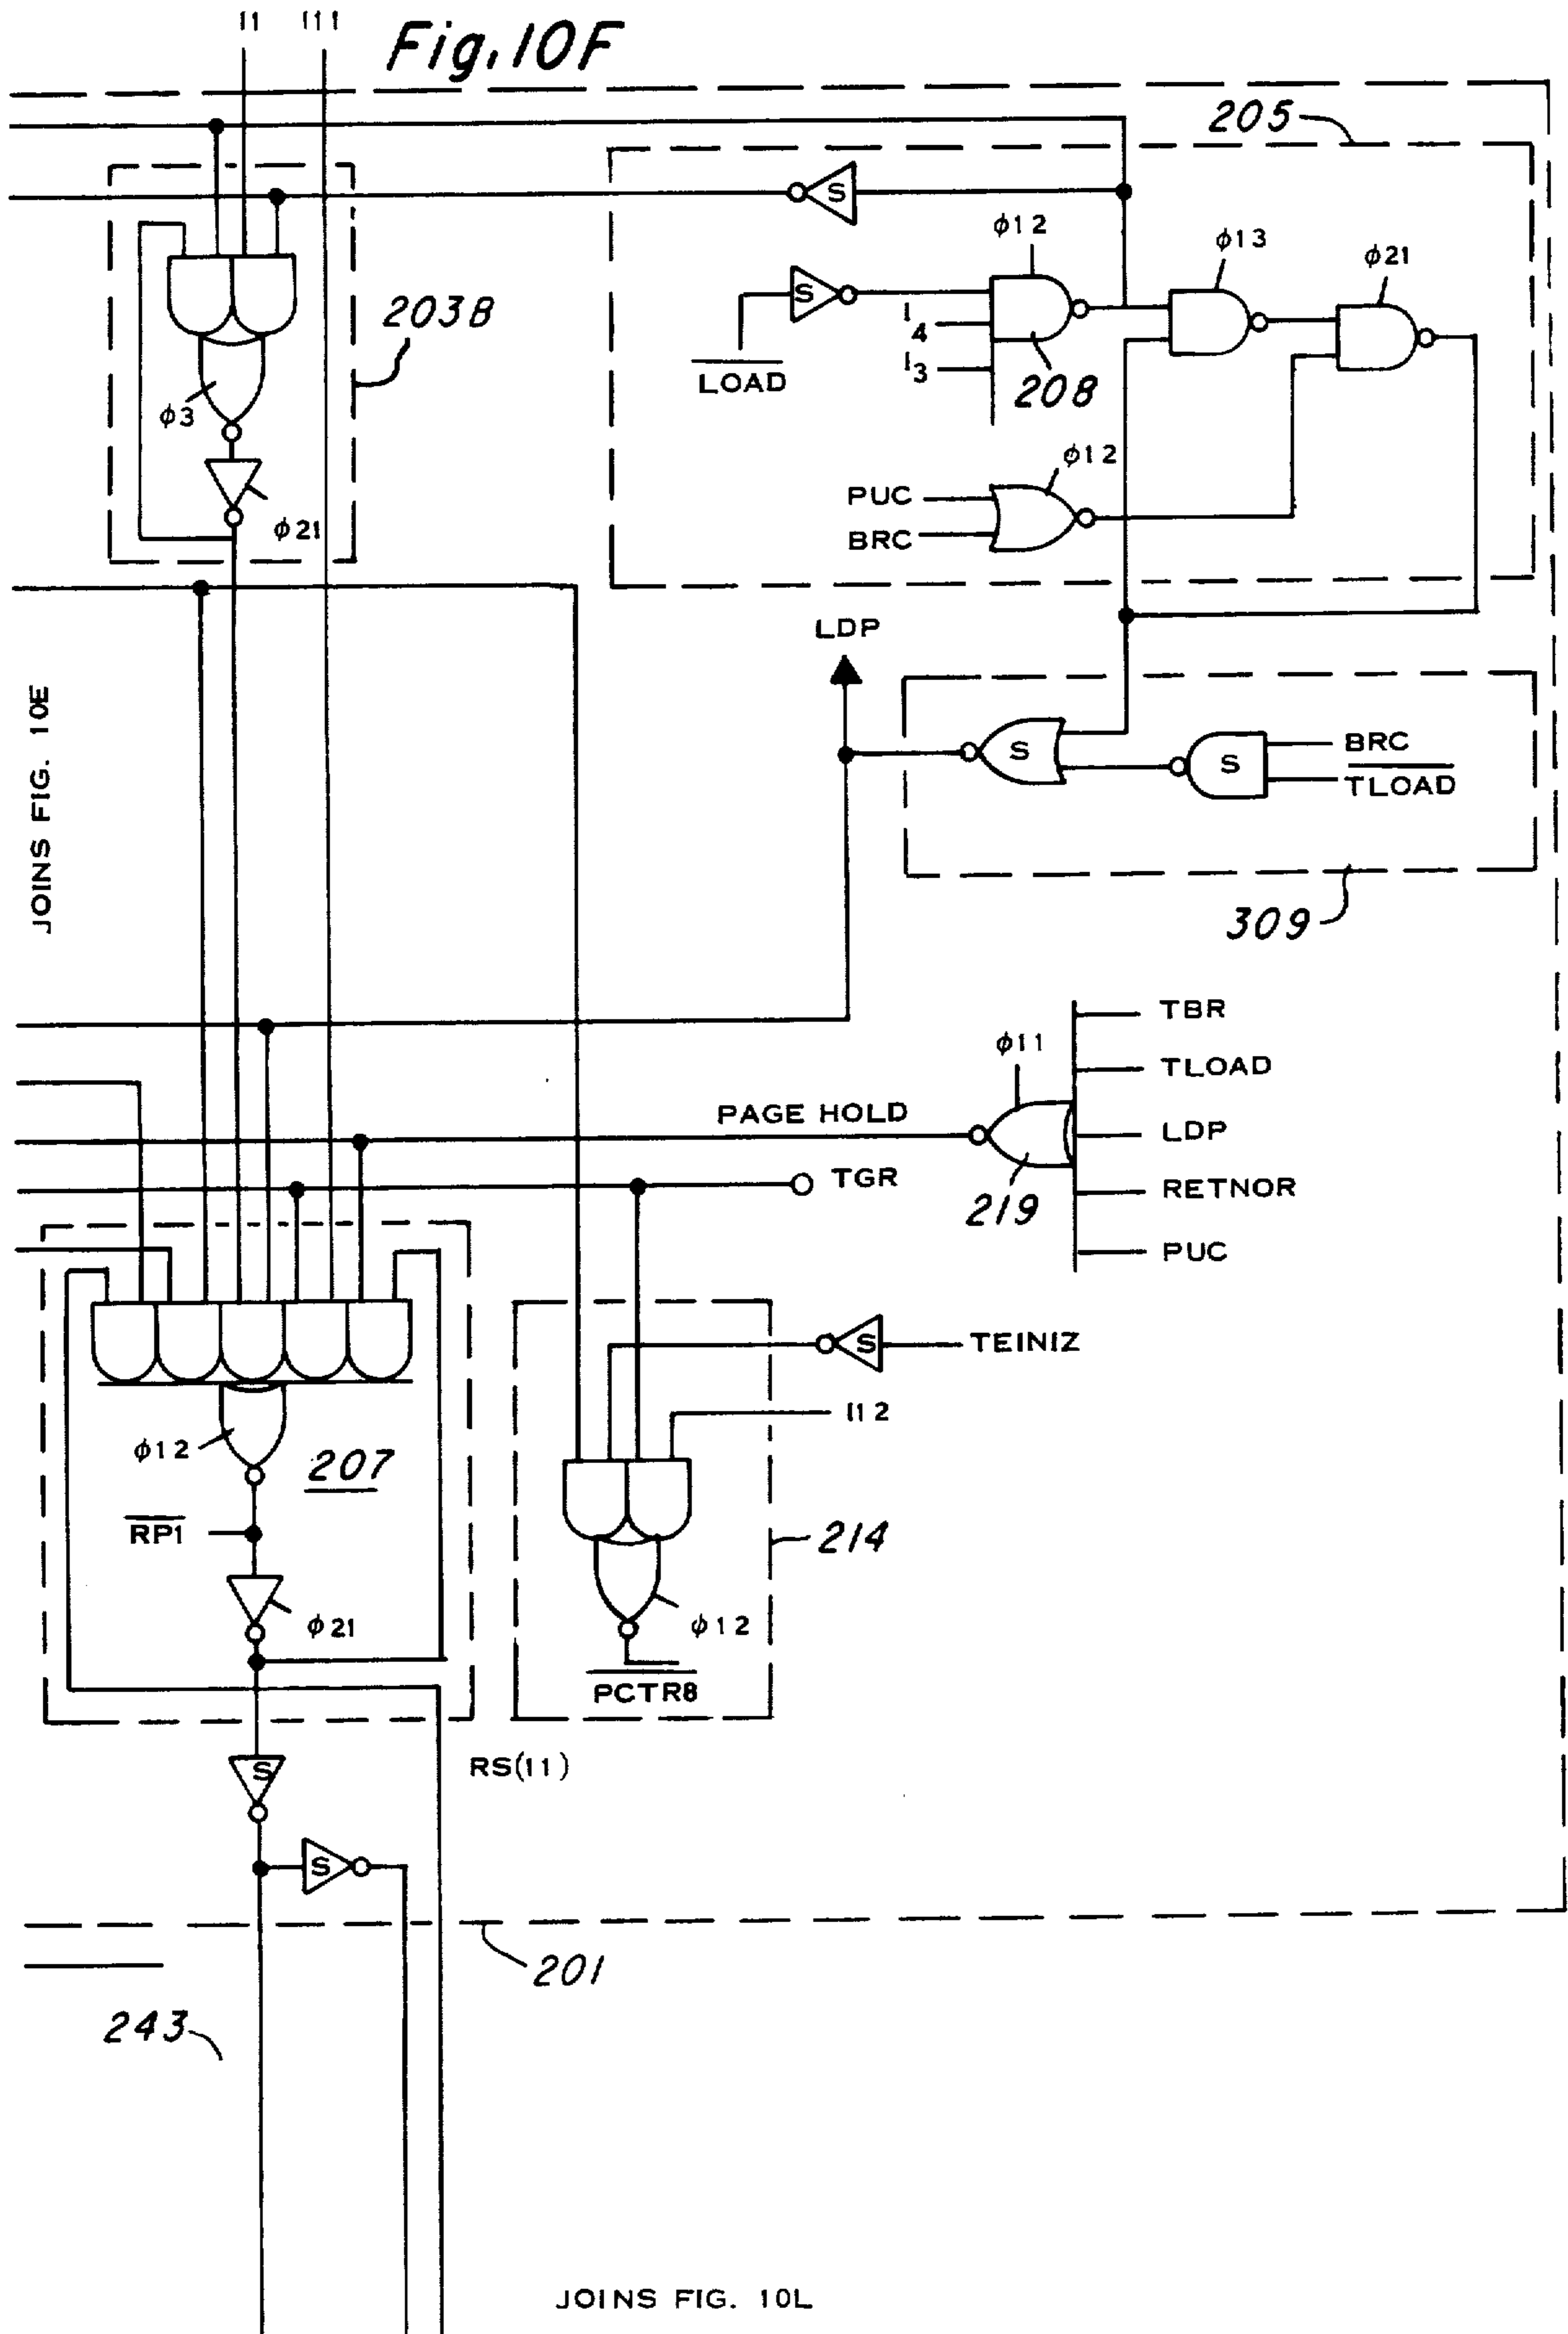 I1 I11
Fig. 10F
205
S
ϕ12
ϕ13
ϕ21
S
I4
I3
208
LOAD
203B
ϕ3
ϕ21
ϕ12
PUC
BRC
LDP
JOINS FIG. 10E
S
S
BRC
TLOAD
309
TBR
ϕ11
TLOAD
PAGE HOLD
LDP
TGR
RETNOR
219
PUC
S
TEINIZ
I12
ϕ12
207
RP1
214
ϕ21
ϕ12
PCTR8
RS(11)
S
S
201
243
JOINS FIG. 10L